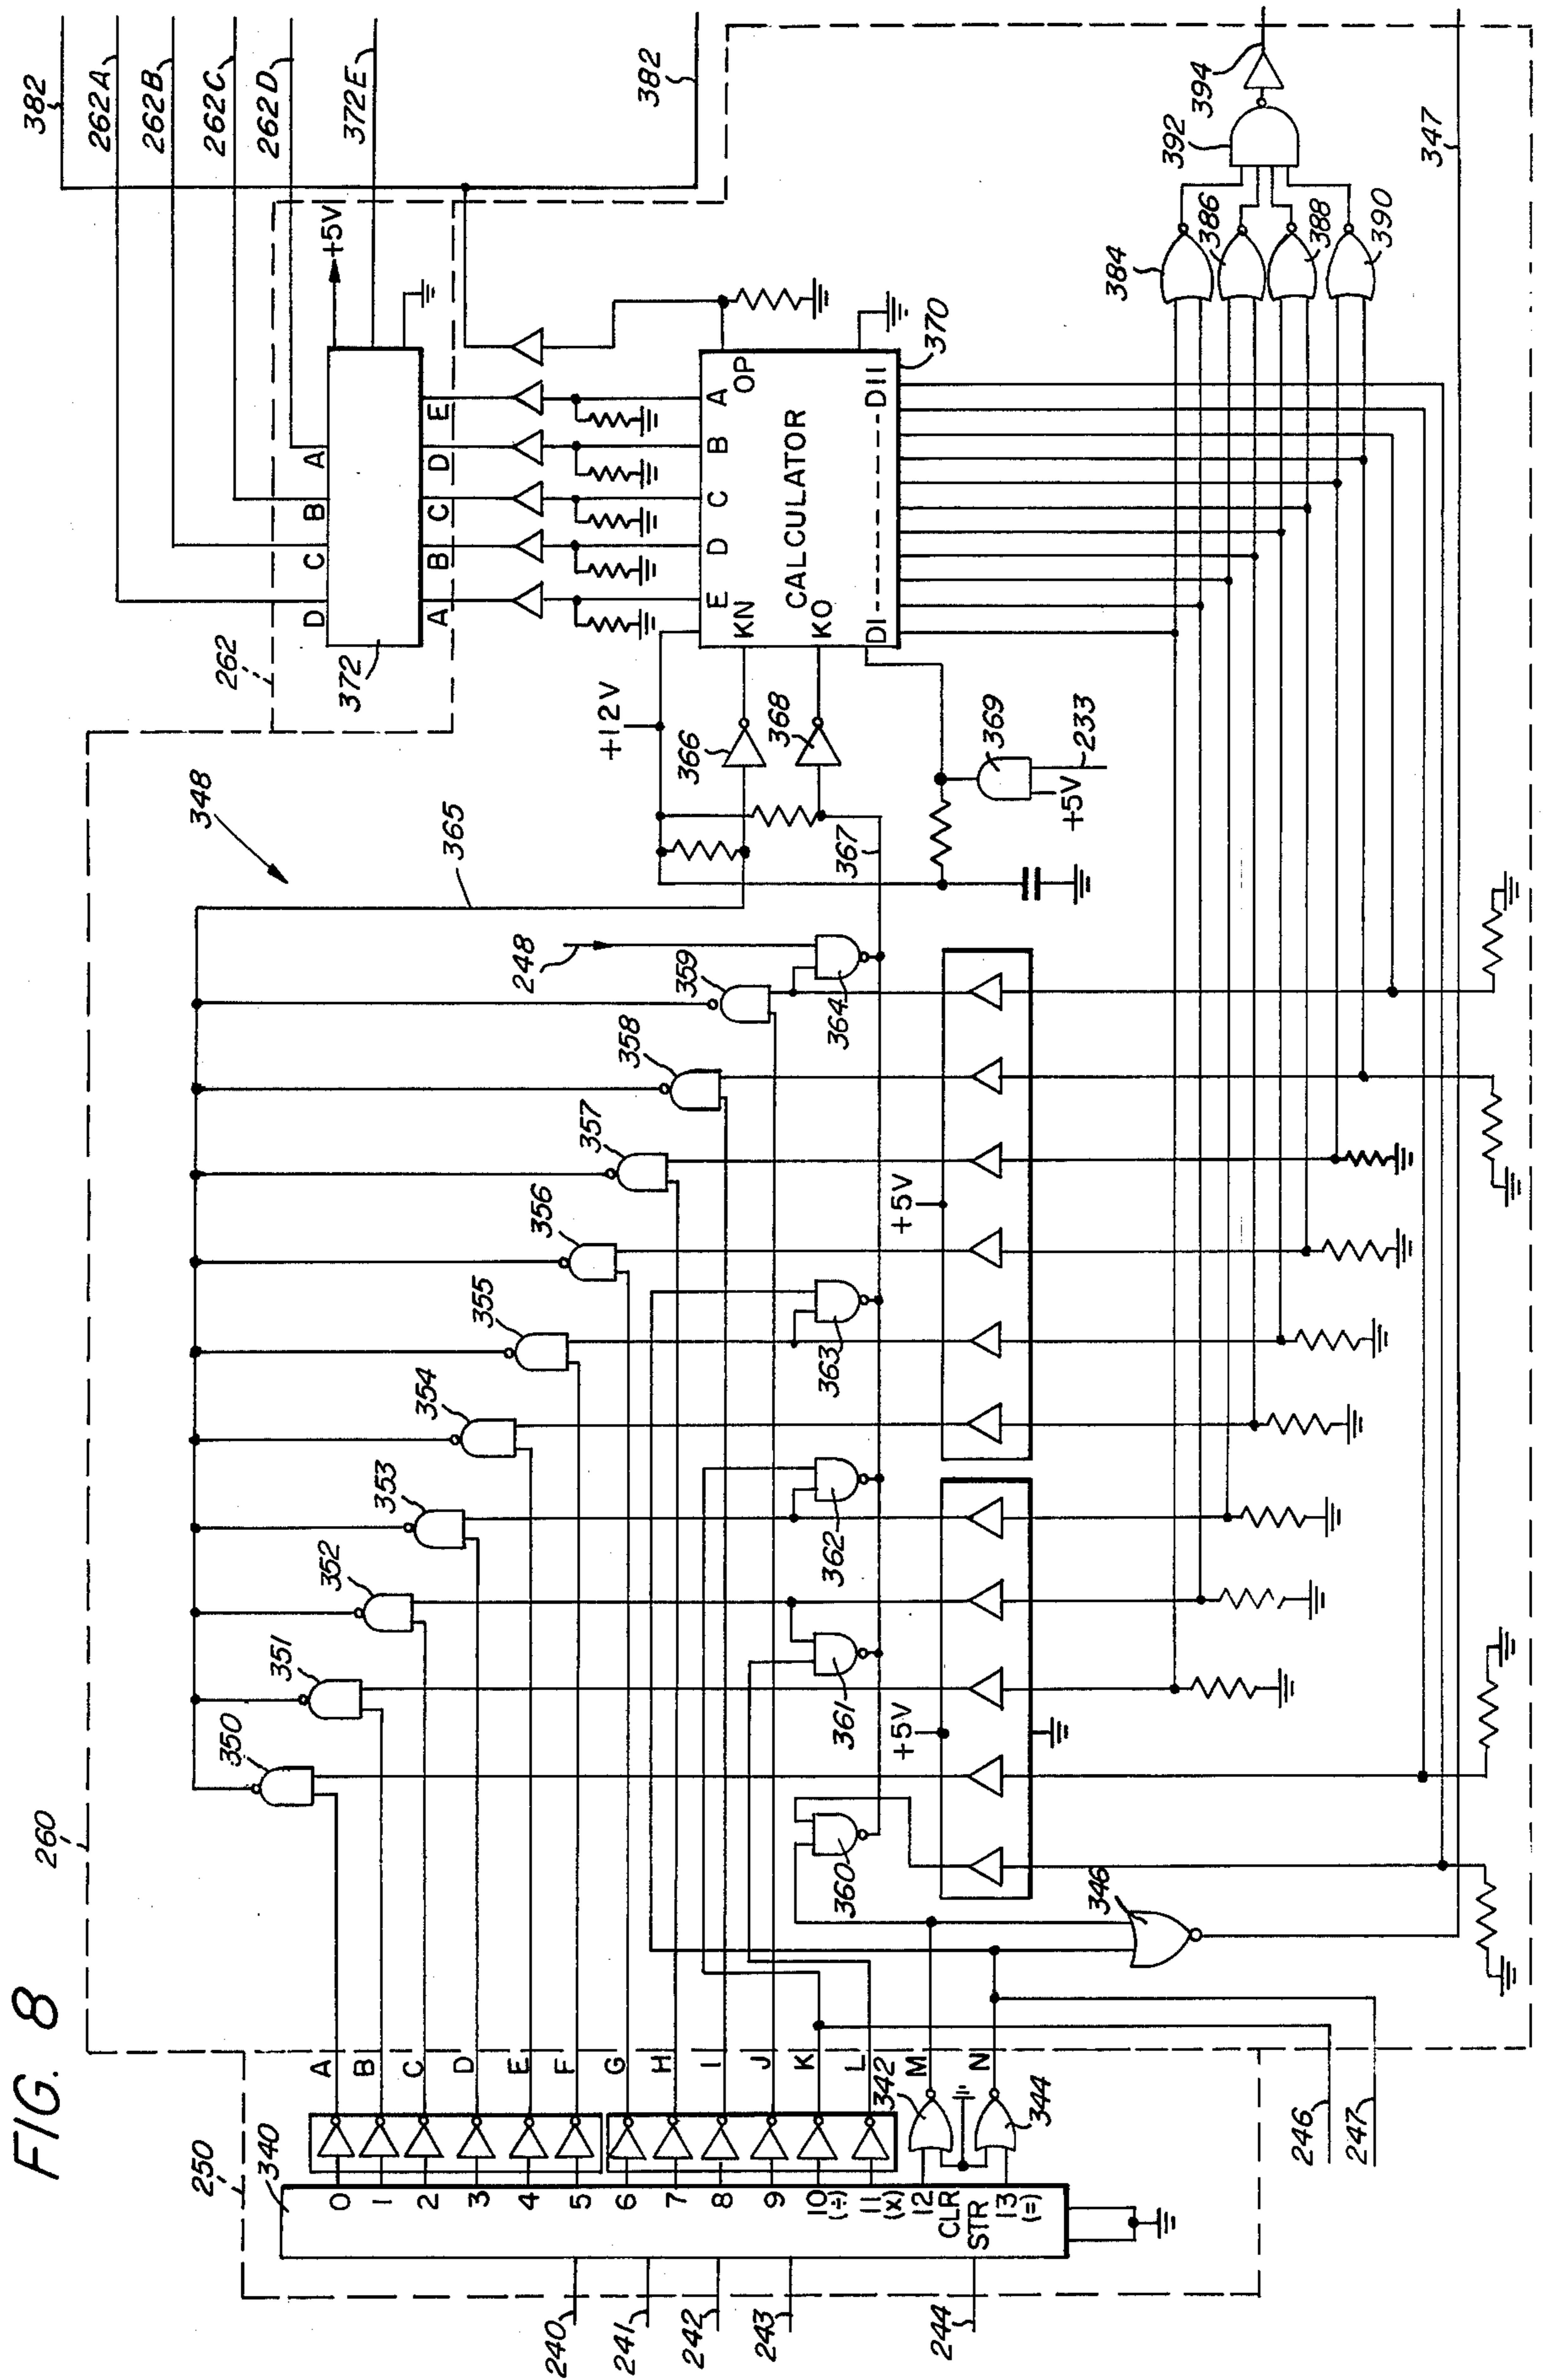 FIG. 8
382
262A
262B
262C
262D
372E
382
+5V
262
372
D C B A
A B C D E
+12V
348
365
366
368
367
369
233
+5V
E D C B A
KN
OP
KO
CALCULATOR
D1-----D11
370
384
386
388
390
392
394
347
248
359
364
358
357
356
355
363
354
353
362
352
351
361
350
360
346
+5V
+5V
260
250
340
0
1
2
3
4
5
6
7
8
9
10
(÷)
11
(X)
12
CLR
STR
13
(=)
A
B
C
D
E
F
G
H
I
J
K
L
M
N
342
344
240
241
242
243
244
246
247